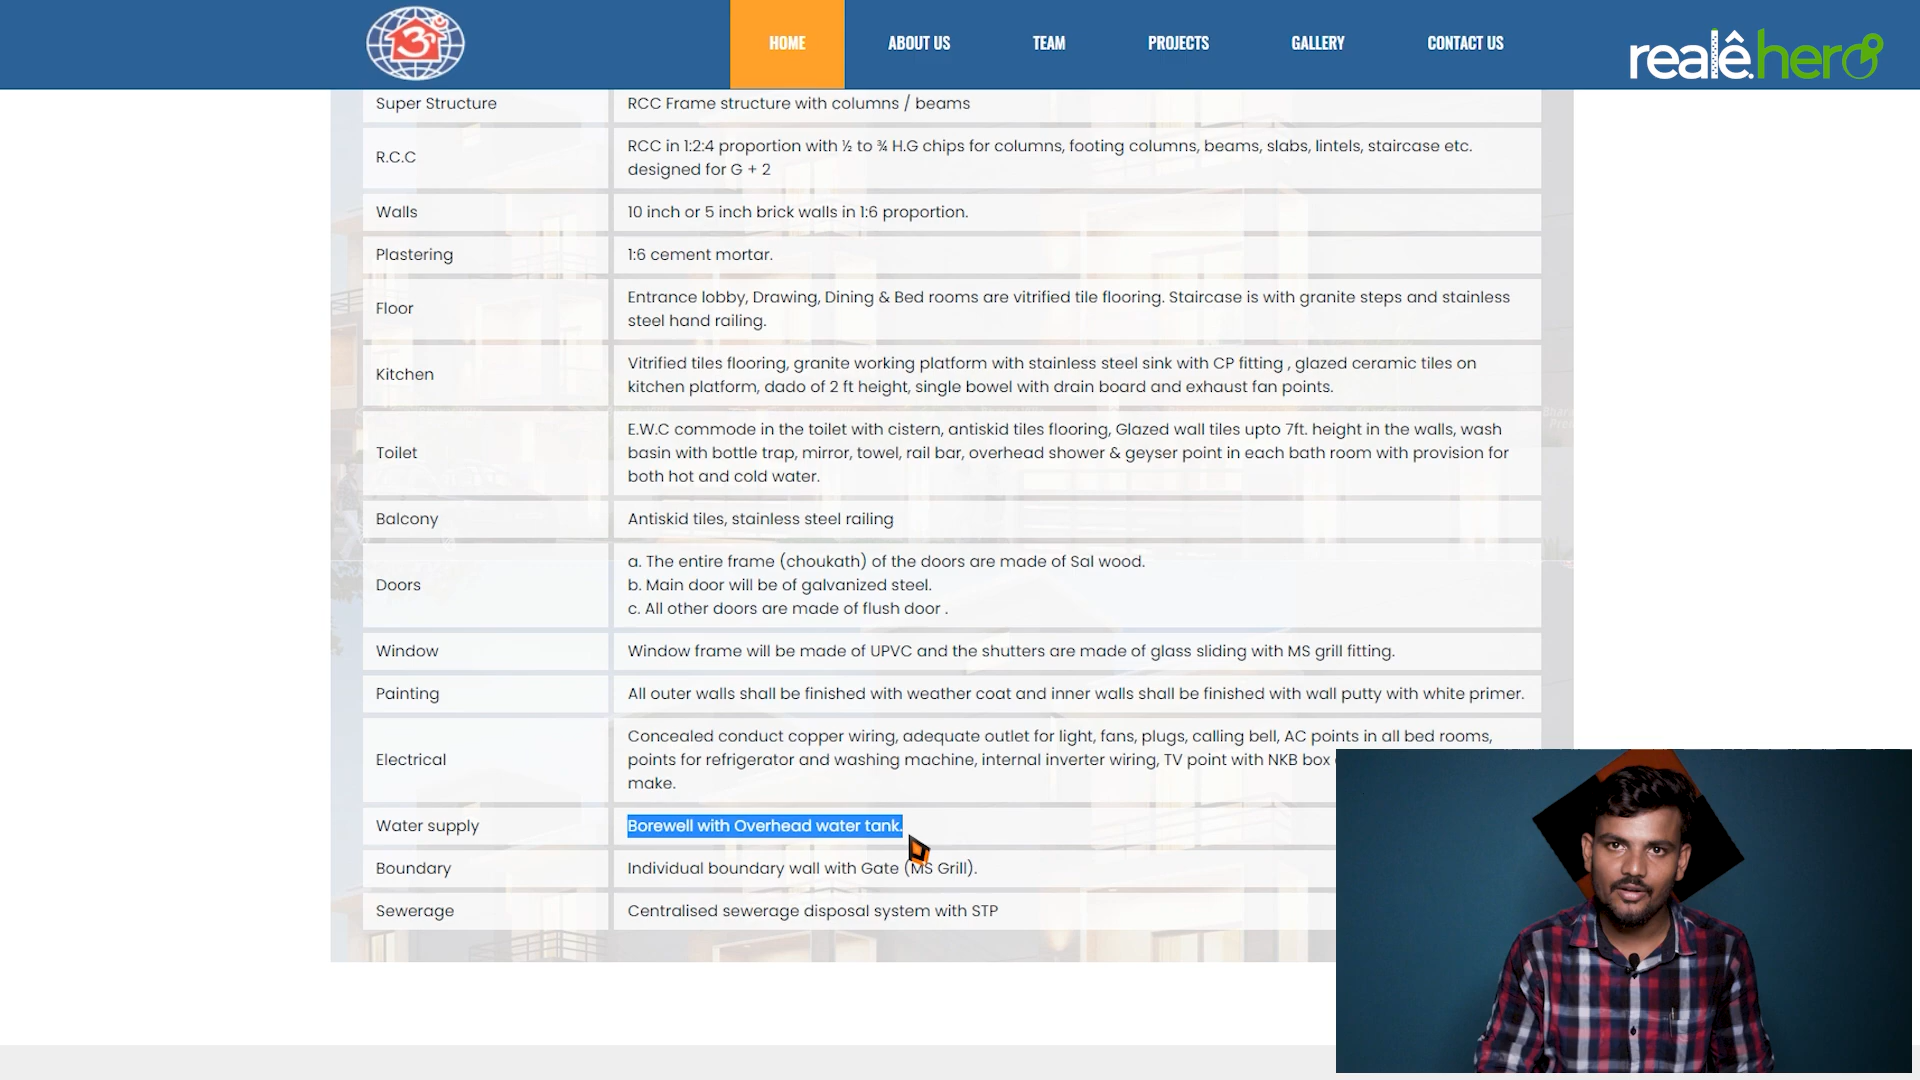 HOME
ABOUT US
TEAM
PROJECTS
GALLERY
CONTACT US
realê.hero
Super Structure
RCC Frame structure with columns / beams
R.C.C
RCC in 1:2:4 proportion with ½ to ¾ H.G chips for columns, footing columns, beams, slabs, lintels, staircase etc.
designed for G + 2
Walls
10 inch or 5 inch brick walls in 1:6 proportion.
Plastering
1:6 cement mortar.
Floor
Entrance lobby, Drawing, Dining & Bed rooms are vitrified tile flooring. Staircase is with granite steps and stainless
steel hand railing.
Kitchen
Vitrified tiles flooring, granite working platform with stainless steel sink with CP fitting , glazed ceramic tiles on
kitchen platform, dado of 2 ft height, single bowel with drain board and exhaust fan points.
Toilet
E.W.C commode in the toilet with cistern, antiskid tiles flooring, Glazed wall tiles upto 7ft. height in the walls, wash
basin with bottle trap, mirror, towel, rail bar, overhead shower & geyser point in each bath room with provision for
both hot and cold water.
Balcony
Antiskid tiles, stainless steel railing
Doors
a. The entire frame (choukath) of the doors are made of Sal wood.
b. Main door will be of galvanized steel.
c. All other doors are made of flush door .
Window
Window frame will be made of UPVC and the shutters are made of glass sliding with MS grill fitting.
Painting
All outer walls shall be finished with weather coat and inner walls shall be finished with wall putty with white primer.
Electrical
Concealed conduct copper wiring, adequate outlet for light, fans, plugs, calling bell, AC points in all bed rooms,
points for refrigerator and washing machine, internal inverter wiring, TV point with NKB box
make.
Water supply
Borewell with Overhead water tank.
Boundary
Individual boundary wall with Gate (MS Grill).
Sewerage
Centralised sewerage disposal system with STP